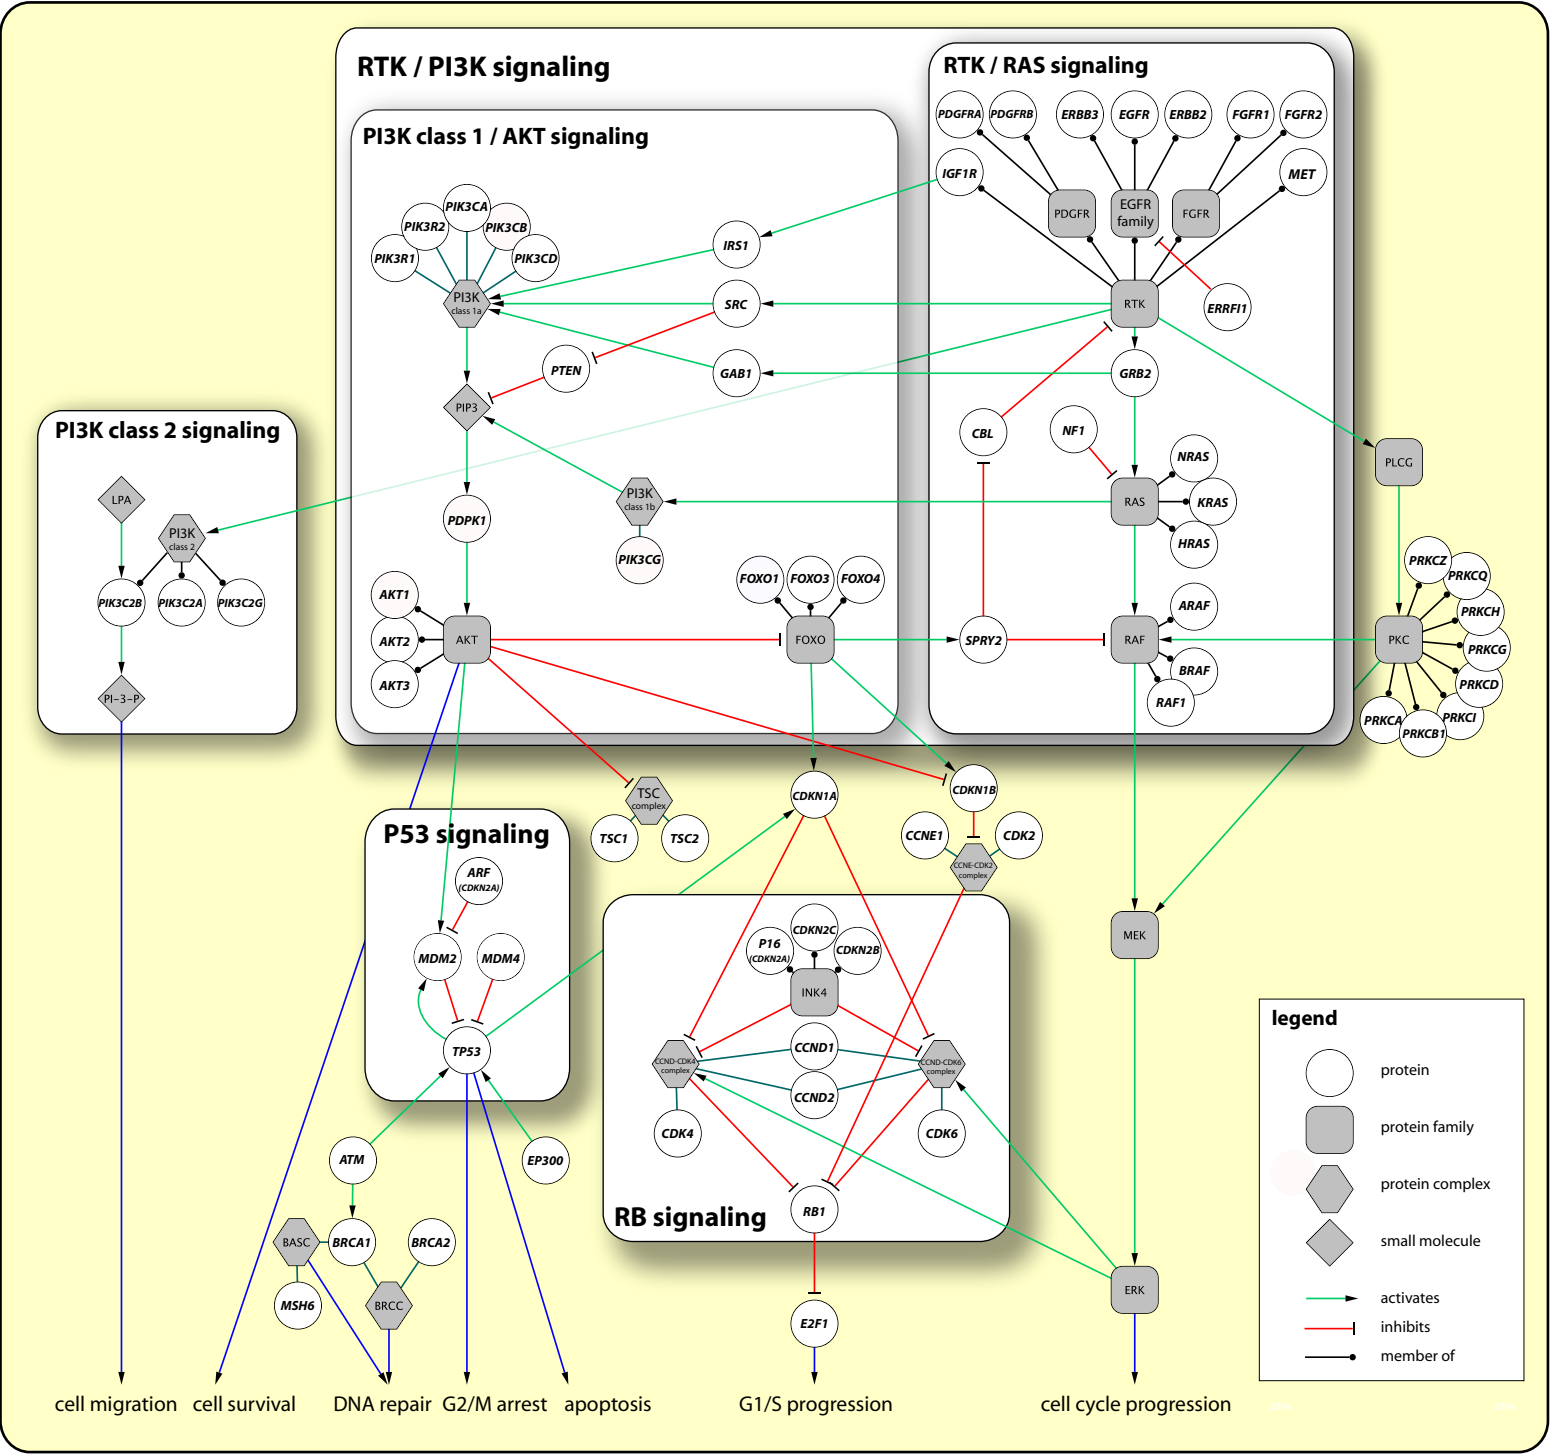 RTK / PI3K signaling
RTK / RAS signaling
PDGFRA
PDGFRB
ERBB3
EGFR
ERBB2
FGFR1
FGFR2
IGF1R
MET
PDGFR
EGFR
family
FGFR
RTK
ERRFI1
GRB2
CBL
NF1
RAS
NRAS
KRAS
HRAS
SPRY2
RAF
ARAF
BRAF
RAF1
PI3K class 1 / AKT signaling
PIK3CA
PIK3R2
PIK3CB
PIK3R1
PIK3CD
PI3K
class 1a
IRS1
SRC
PTEN
GAB1
PIP3
PI3K
class 1b
PDPK1
PIK3CG
AKT1
AKT2
AKT3
AKT
FOXO1
FOXO3
FOXO4
FOXO
PI3K class 2 signaling
LPA
PI3K
class 2
PIK3C2B
PIK3C2A
PIK3C2G
PI-3-P
PLCG
PKC
PRKCZ
PRKCQ
PRKCH
PRKCG
PRKCD
PRKCI
PRKCB1
PRKCA
TSC
complex
TSC1
TSC2
CDKN1A
CDKN1B
CCNE1
CDK2
CCNE-CDK2
complex
P53 signaling
ARF
(CDKN2A)
MDM2
MDM4
TP53
ATM
EP300
BASC
BRCA1
BRCA2
MSH6
BRCC
CDKN2C
P16
(CDKN2A)
CDKN2B
INK4
CCND1
CCND-CDK4
complex
CCND-CDK6
complex
CCND2
CDK4
CDK6
RB1
RB signaling
E2F1
MEK
ERK
legend
protein
protein family
protein complex
small molecule
activates
inhibits
member of
cell migration
cell survival
DNA repair
G2/M arrest
apoptosis
G1/S progression
cell cycle progression